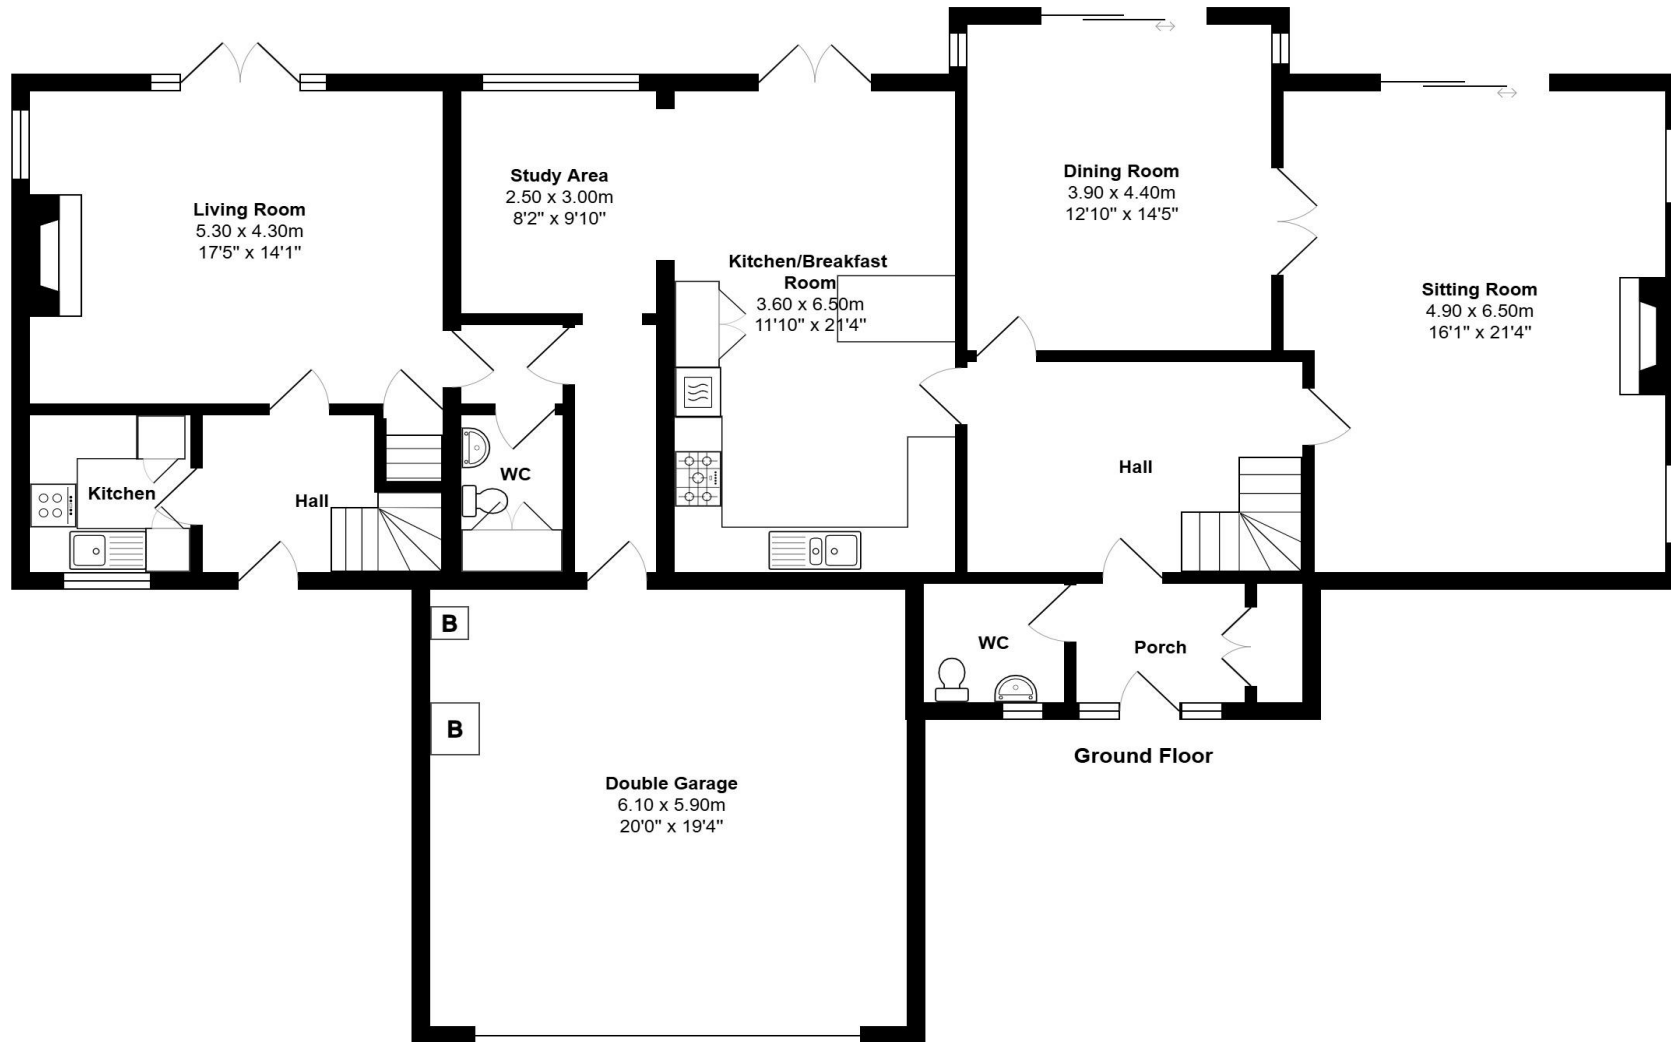 Living Room
5.30 x 4.30m
17'5" x 14'1"
Study Area
2.50 x 3.00m
8'2" x 9'10"
Kitchen/Breakfast
Room
3.60 x 6.50m
11'10" x 21'4"
Dining Room
3.90 x 4.40m
12'10" x 14'5"
Sitting Room
4.90 x 6.50m
16'1" x 21'4"
Kitchen
Hall
WC
Hall
B
B
WC
Porch
Ground Floor
Double Garage
6.10 x 5.90m
20'0" x 19'4"